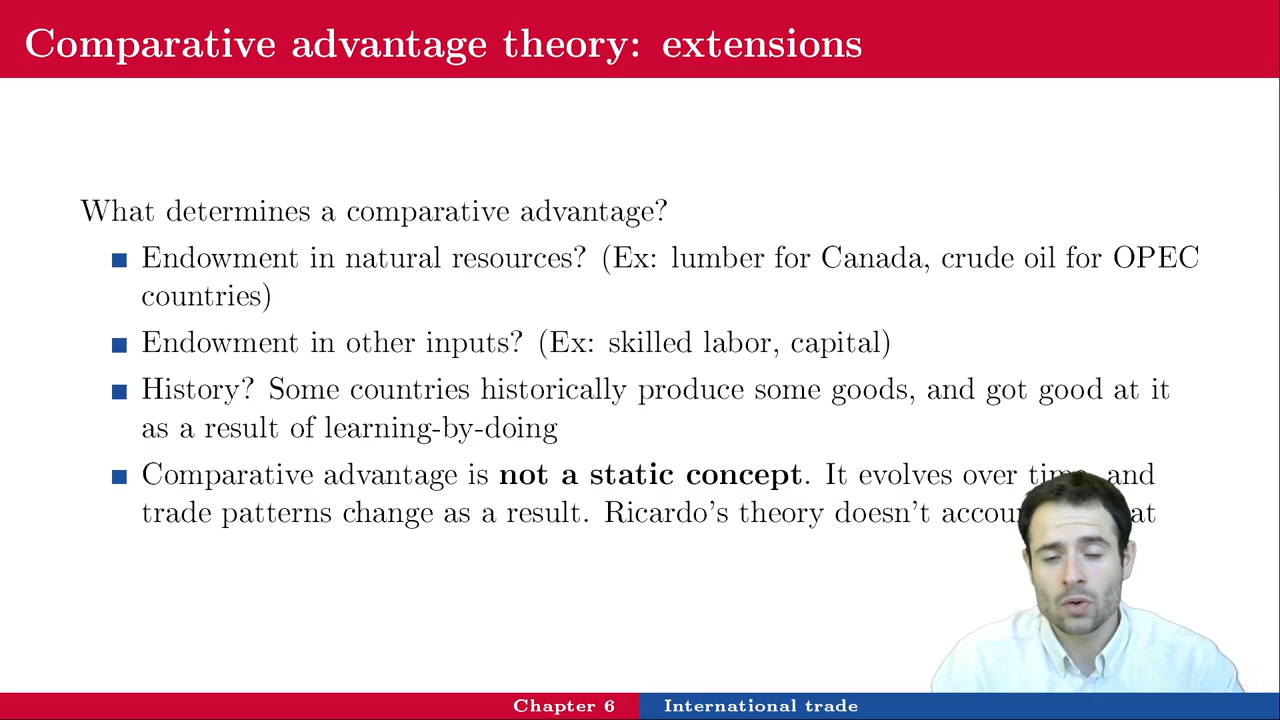 Comparative advantage theory: extensions
What determines a comparative advantage?
Endowment in natural resources? (Ex: lumber for Canada, crude oil for OPEC
countries)
Endowment in other inputs? (Ex: skilled labor, capital)
History? Some countries historically produce some goods, and got good at it
as a result of learning-by-doing
Comparative advantage is not a static concept. It evolves over time, and
trade patterns change as a result. Ricardo's theory doesn't
Chapter 6 International trade